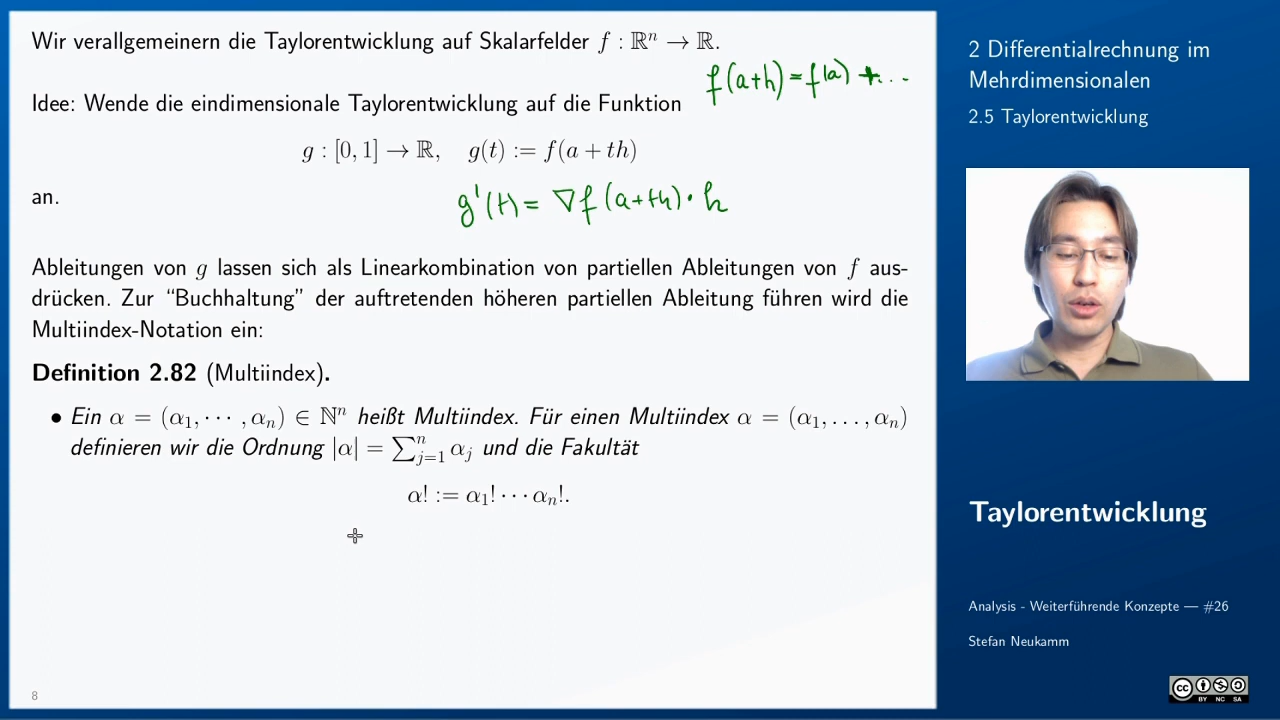 Wir verallgemeinern die Taylorentwicklung auf Skalarfelder f : ℝⁿ → ℝ.
f(a+h) = f(a) + ...
Idee: Wende die eindimensionale Taylorentwicklung auf die Funktion
g : [0, 1] → ℝ, g(t) := f(a + th)
an.
g'(t) = ∇f(a+th)·h
Ableitungen von g lassen sich als Linearkombination von partiellen Ableitungen von f aus-
drücken. Zur “Buchhaltung” der auftretenden höheren partiellen Ableitung führen wird die
Multiindex-Notation ein:
Definition 2.82 (Multiindex).
• Ein α = (α₁, ⋯ , αₙ) ∈ ℕⁿ heißt Multiindex. Für einen Multiindex α = (α₁, . . . , αₙ)
definieren wir die Ordnung |α| = ∑ⁿⱼ₌₁ αⱼ und die Fakultät
α! := α₁! ⋯ αₙ!.
8
2 Differentialrechnung im
Mehrdimensionalen
2.5 Taylorentwicklung
Taylorentwicklung
Analysis - Weiterführende Konzepte — #26
Stefan Neukamm
cc
BY NC SA